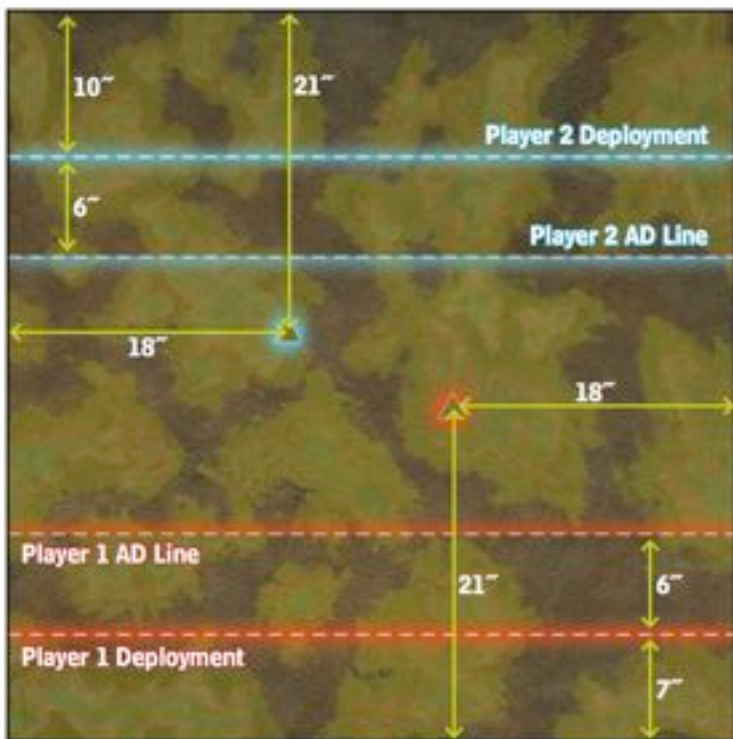 10˝
21˝
Player 2 Deployment
6˝
Player 2 AD Line
18˝
18˝
Player 1 AD Line
21˝
6˝
Player 1 Deployment
7˝